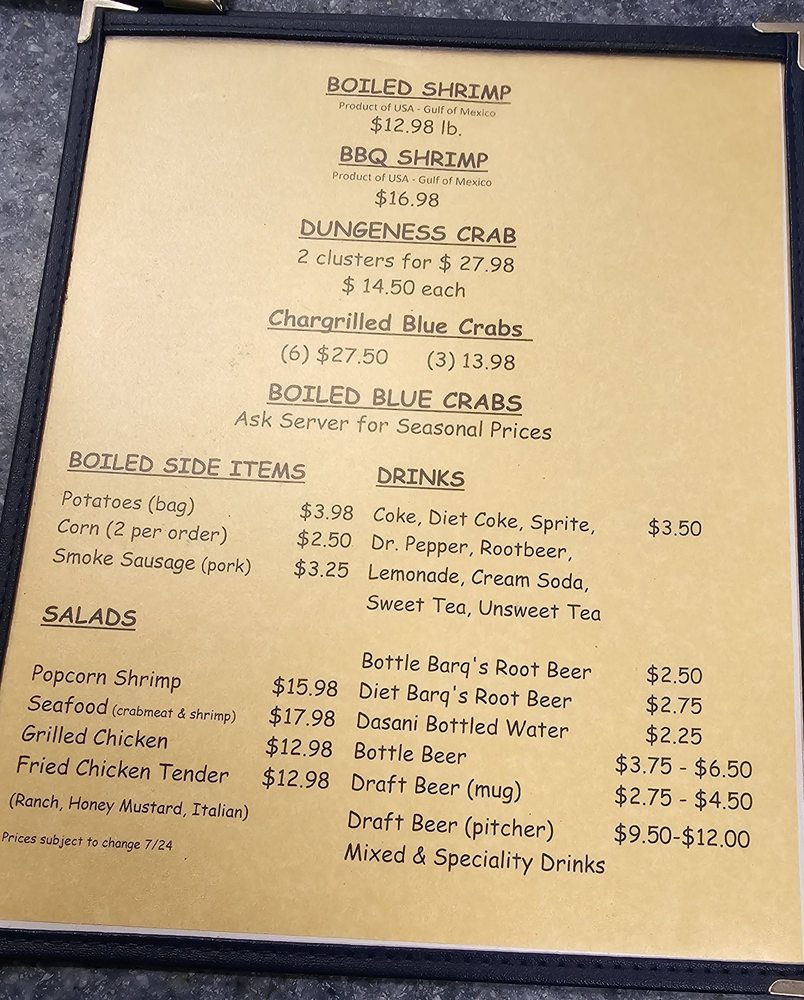 BOILED SHRIMP
Product of USA - Gulf of Mexico
$12.98 lb.
BBQ SHRIMP
Product of USA - Gulf of Mexico
$16.98
DUNGENESS CRAB
2 clusters for $ 27.98
$ 14.50 each
Chargrilled Blue Crabs
(6) $27.50 (3) 13.98
BOILED BLUE CRABS
Ask Server for Seasonal Prices
BOILED SIDE ITEMS
Potatoes (bag) $3.98
Corn (2 per order) $2.50
Smoke Sausage (pork) $3.25
SALADS
Popcorn Shrimp $15.98
Seafood (crabmeat & shrimp) $17.98
Grilled Chicken $12.98
Fried Chicken Tender $12.98
(Ranch, Honey Mustard, Italian)
Prices subject to change 7/24
DRINKS
Coke, Diet Coke, Sprite, $3.50
Dr. Pepper, Rootbeer,
Lemonade, Cream Soda,
Sweet Tea, Unsweet Tea
Bottle Barq's Root Beer $2.50
Diet Barq's Root Beer $2.75
Dasani Bottled Water $2.25
Bottle Beer $3.75 - $6.50
Draft Beer (mug) $2.75 - $4.50
Draft Beer (pitcher) $9.50-$12.00
Mixed & Speciality Drinks